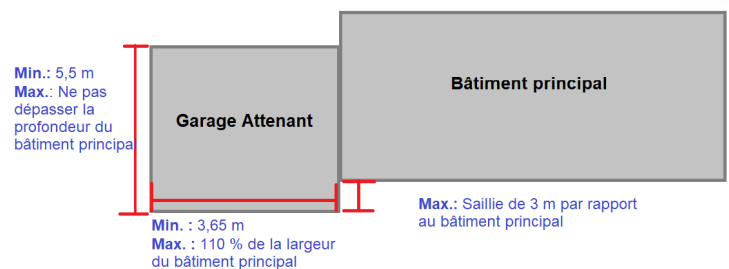 Bâtiment principal
Min.: 5,5 m
Max.: Ne pas
dépasser la
profondeur du
bâtiment principa
Garage Attenant
Max.: Saillie de 3 m par rapport
au bâtiment principal
Min. : 3,65 m
Max. : 110 % de la largeur
du bâtiment principal